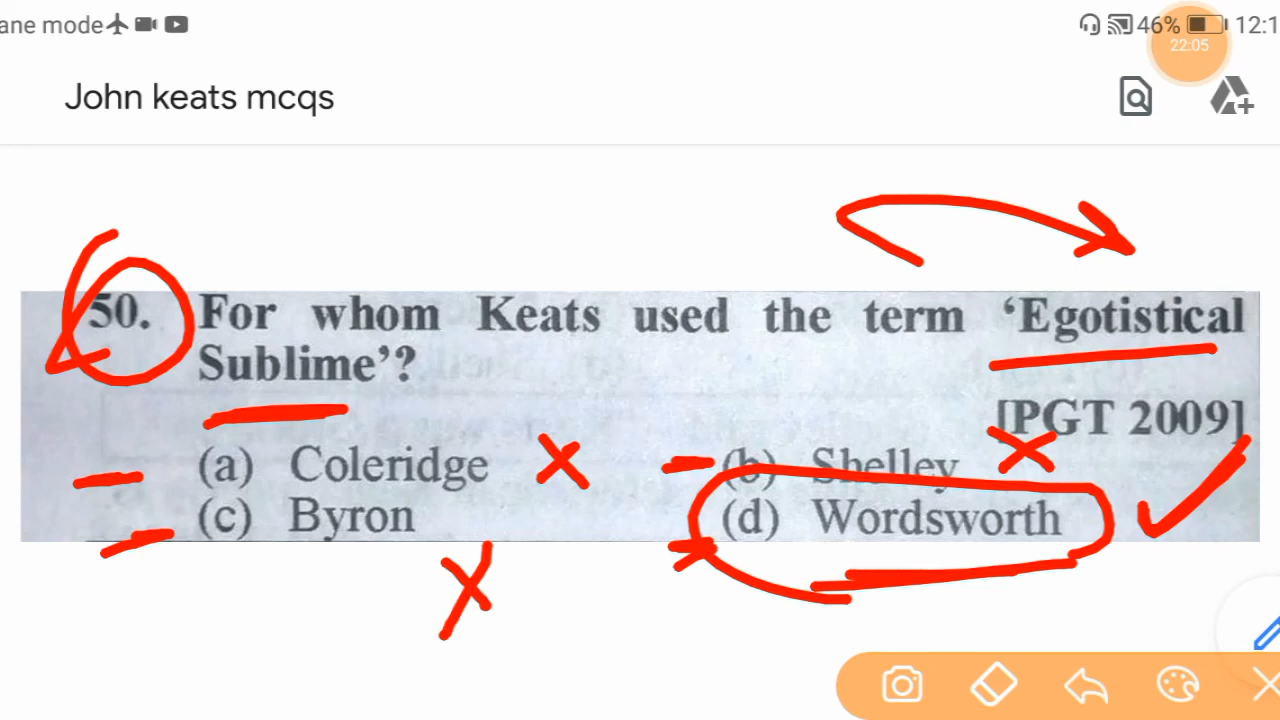 ane mode 46% 12:1
22:05
John keats mcqs
50. For whom Keats used the term ‘Egotistical
Sublime’?
[PGT 2009]
(a) Coleridge (b) Shelley
(c) Byron (d) Wordsworth